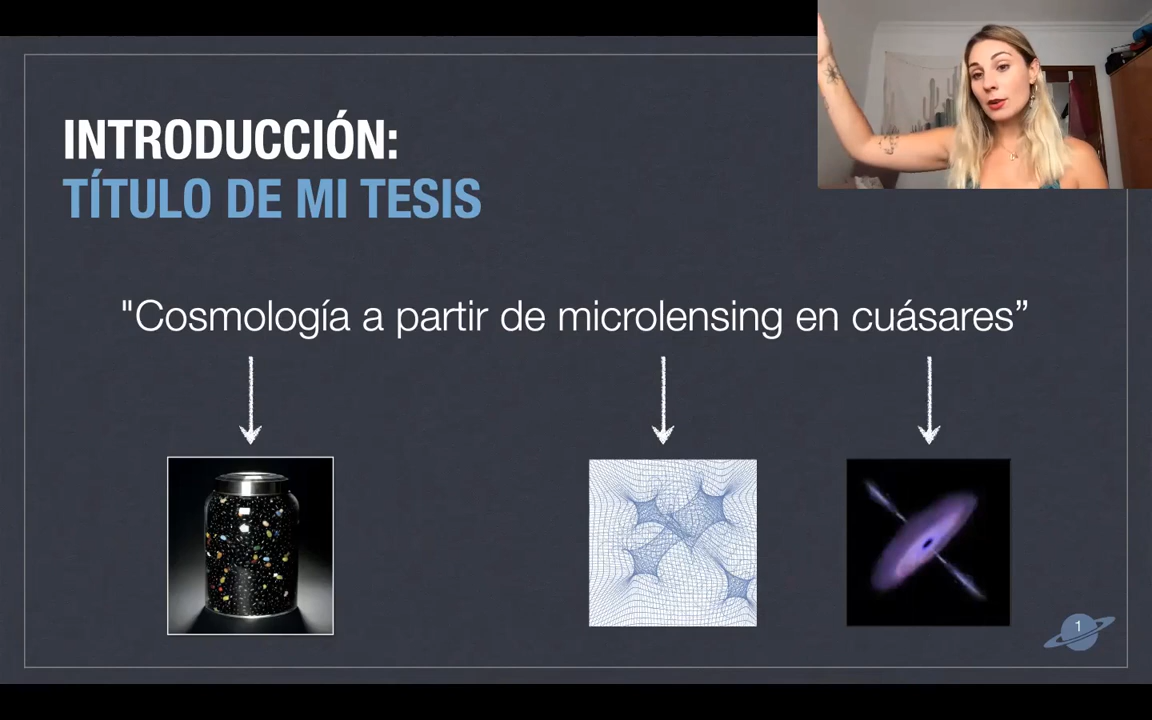 INTRODUCCIÓN:
TÍTULO DE MI TESIS
"Cosmología a partir de microlensing en cuásares”
1